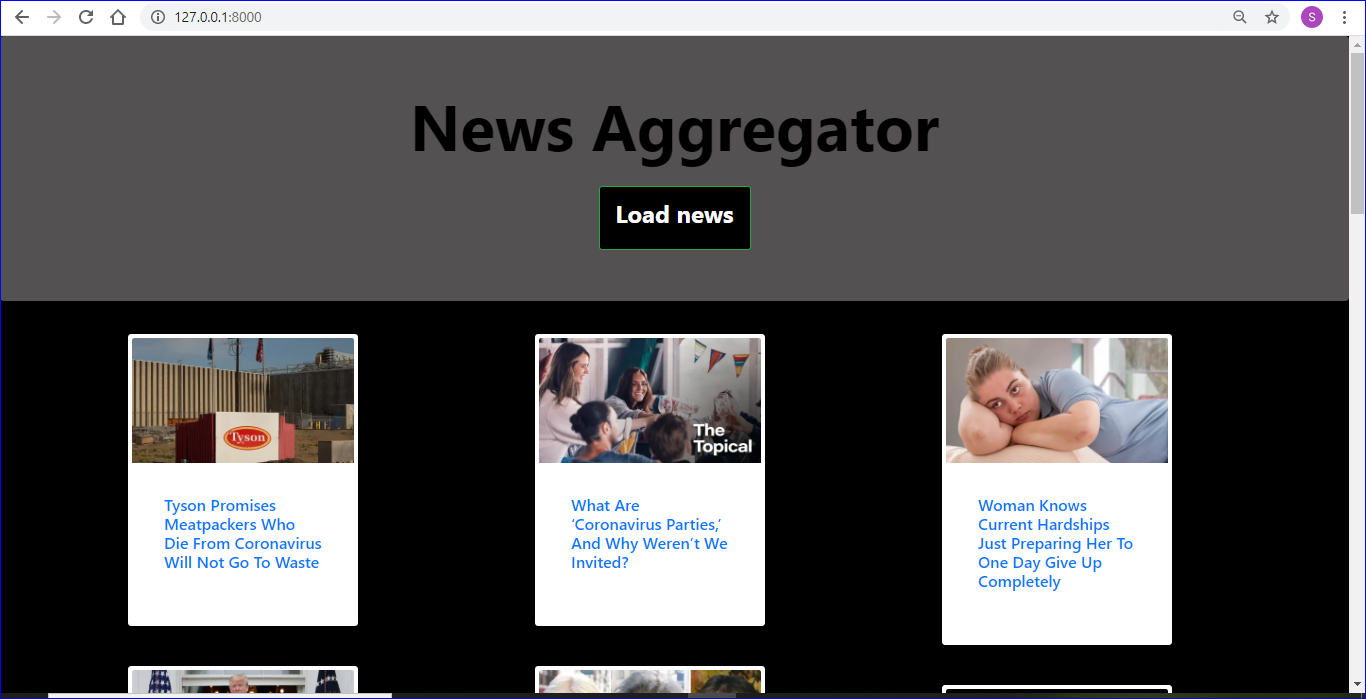 127.0.0.1:8000
S
News Aggregator
Load news
Tyson
The
Topical
Tyson Promises
Meatpackers Who
Die From Coronavirus
Will Not Go To Waste
What Are
‘Coronavirus Parties,’
And Why Weren’t We
Invited?
Woman Knows
Current Hardships
Just Preparing Her To
One Day Give Up
Completely